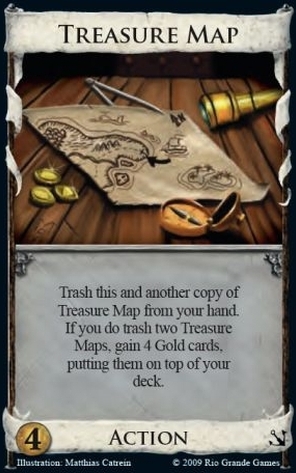 TREASURE MAP
Trash this and another copy of
Treasure Map from your hand.
If you do trash two Treasure
Maps, gain 4 Gold cards,
putting them on top of your
deck.
4
ACTION
Illustration: Matthias Catrein
© 2009 Rio Grande Games